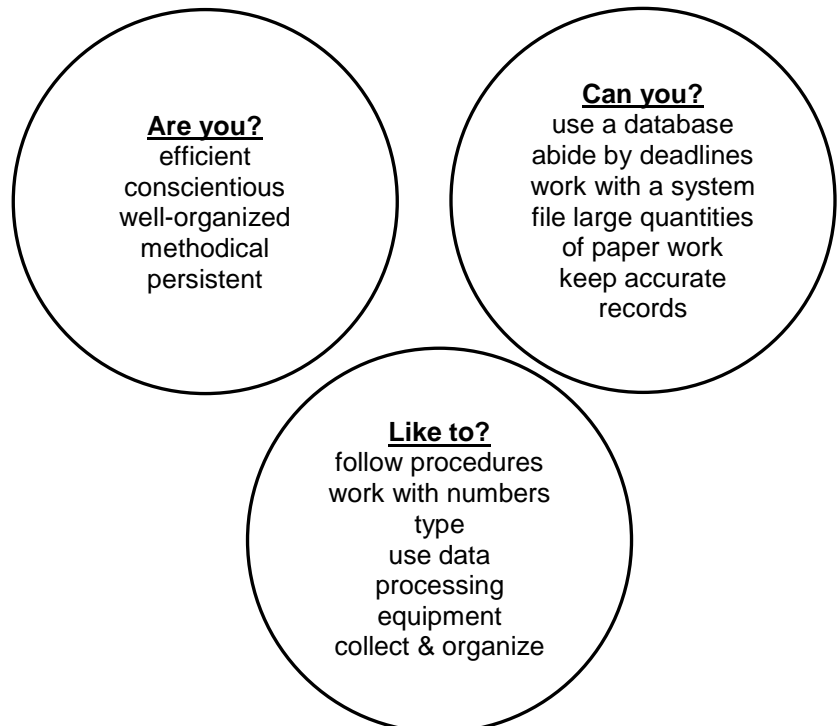 Are you?
efficient
conscientious
well-organized
methodical
persistent
Can you?
use a database
abide by deadlines
work with a system
file large quantities
of paper work
keep accurate
records
Like to?
follow procedures
work with numbers
type
use data
processing
equipment
collect & organize